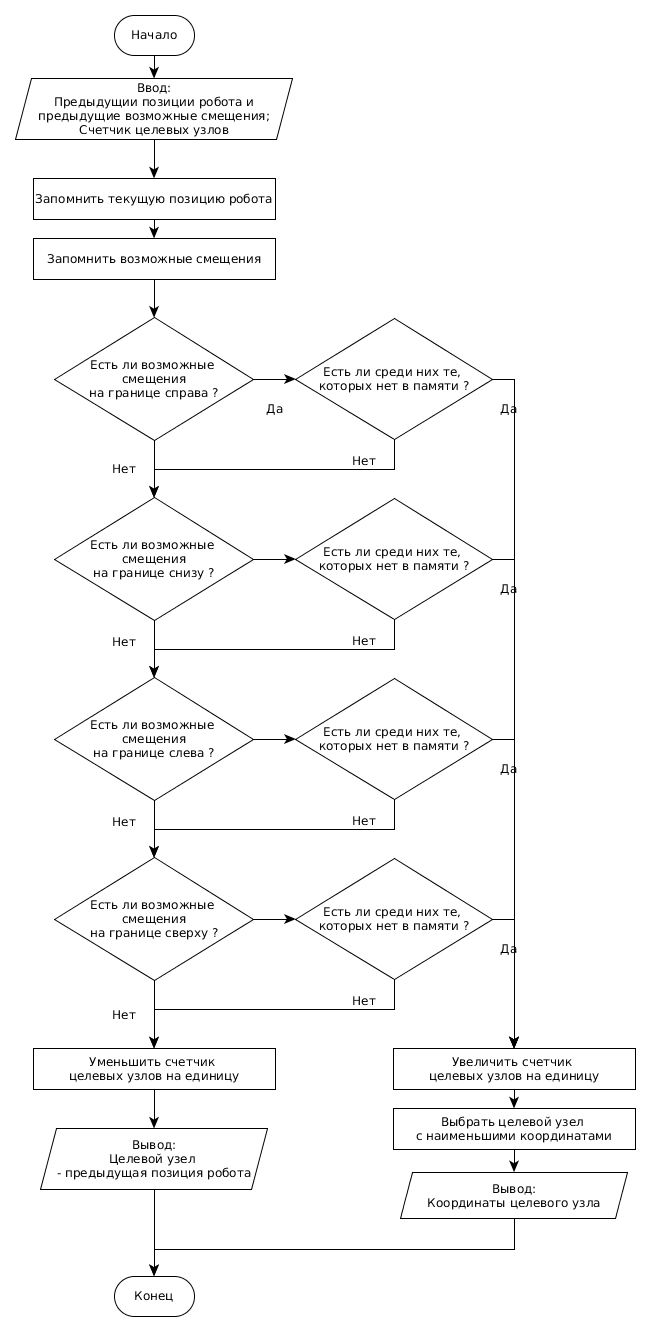 Начало
Ввод:
Предыдущии позиции робота и
предыдущие возможные смещения;
Счетчик целевых узлов
Запомнить текущую позицию робота
Запомнить возможные смещения
Есть ли возможные
смещения
на границе справа ?
Есть ли среди них те,
которых нет в памяти ?
Да
Да
Нет
Нет
Есть ли возможные
смещения
на границе снизу ?
Есть ли среди них те,
которых нет в памяти ?
Да
Нет
Нет
Есть ли возможные
смещения
на границе слева ?
Есть ли среди них те,
которых нет в памяти ?
Да
Нет
Нет
Есть ли возможные
смещения
на границе сверху ?
Есть ли среди них те,
которых нет в памяти ?
Да
Нет
Нет
Уменьшить счетчик
целевых узлов на единицу
Увеличить счетчик
целевых узлов на единицу
Выбрать целевой узел
с наименьшими координатами
Вывод:
Целевой узел
- предыдущая позиция робота
Вывод:
Координаты целевого узла
Конец